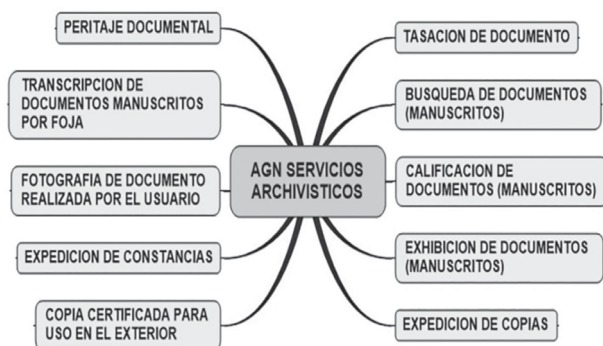 PERITAJE DOCUMENTAL
TRANSCRIPCION DE
DOCUMENTOS MANUSCRITOS
POR FOJA
FOTOGRAFIA DE DOCUMENTO
REALIZADA POR EL USUARIO
EXPEDICION DE CONSTANCIAS
COPIA CERTIFICADA PARA
USO EN EL EXTERIOR
AGN SERVICIOS
ARCHIVISTICOS
TASACION DE DOCUMENTO
BUSQUEDA DE DOCUMENTOS
(MANUSCRITOS)
CALIFICACION DE
DOCUMENTOS (MANUSCRITOS)
EXHIBICION DE DOCUMENTOS
(MANUSCRITOS)
EXPEDICION DE COPIAS